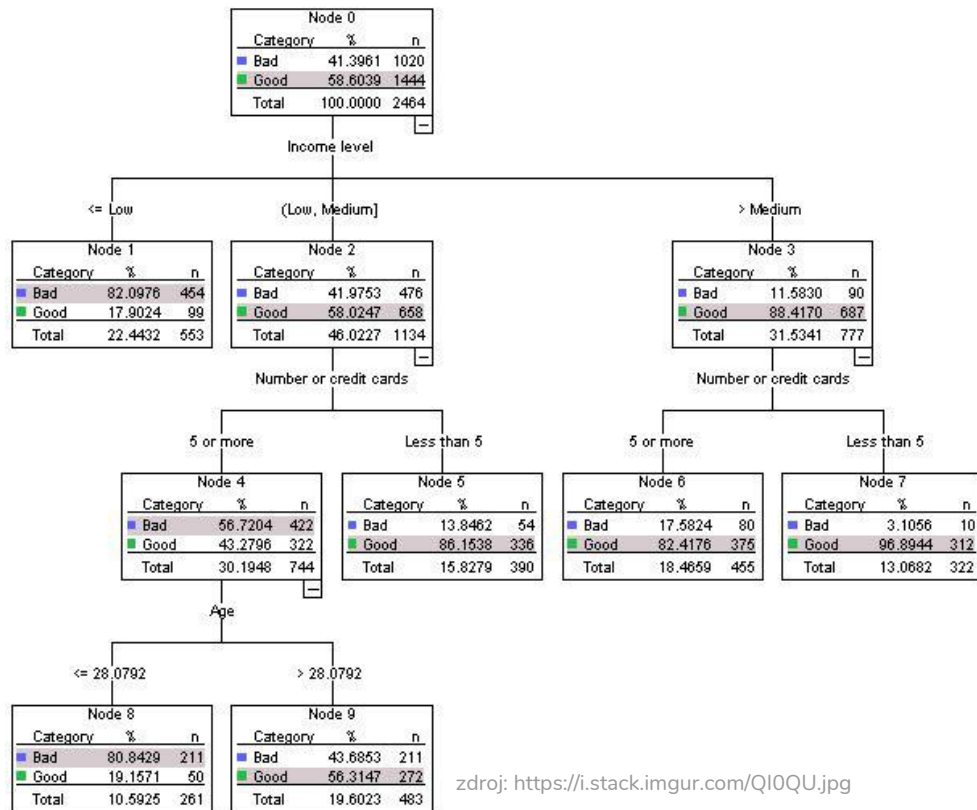 Node 0
Category % n
Bad 41.3961 1020
Good 58.6039 1444
Total 100.0000 2464
Income level
<= Low
(Low, Medium]
> Medium
Node 1
Category % n
Bad 82.0976 454
Good 17.9024 99
Total 22.4432 553
Node 2
Category % n
Bad 41.9753 476
Good 58.0247 658
Total 46.0227 1134
Node 3
Category % n
Bad 11.5830 90
Good 88.4170 687
Total 31.5341 777
Number or credit cards
Number or credit cards
5 or more
Less than 5
5 or more
Less than 5
Node 4
Category % n
Bad 56.7204 422
Good 43.2796 322
Total 30.1948 744
Node 5
Category % n
Bad 13.8462 54
Good 86.1538 336
Total 15.8279 390
Node 6
Category % n
Bad 17.5824 80
Good 82.4176 375
Total 18.4659 455
Node 7
Category % n
Bad 3.1056 10
Good 96.8944 312
Total 13.0682 322
Age
<= 28.0792
> 28.0792
Node 8
Category % n
Bad 80.8429 211
Good 19.1571 50
Total 10.5925 261
Node 9
Category % n
Bad 43.6853 211
Good 56.3147 272
Total 19.6023 483
zdroj: https://i.stack.imgur.com/QI0QU.jpg